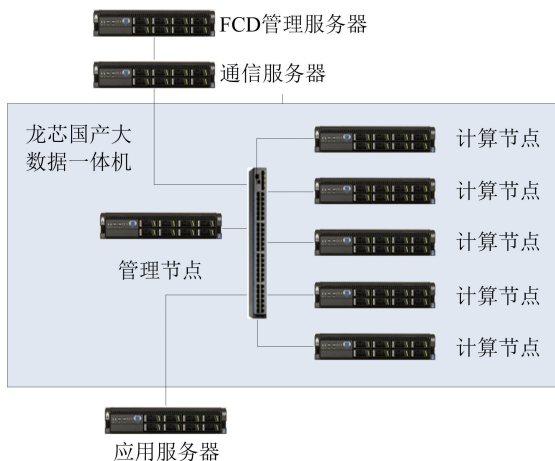 FCD管理服务器
通信服务器
龙芯国产大
数据一体机
计算节点
计算节点
管理节点
计算节点
计算节点
计算节点
应用服务器